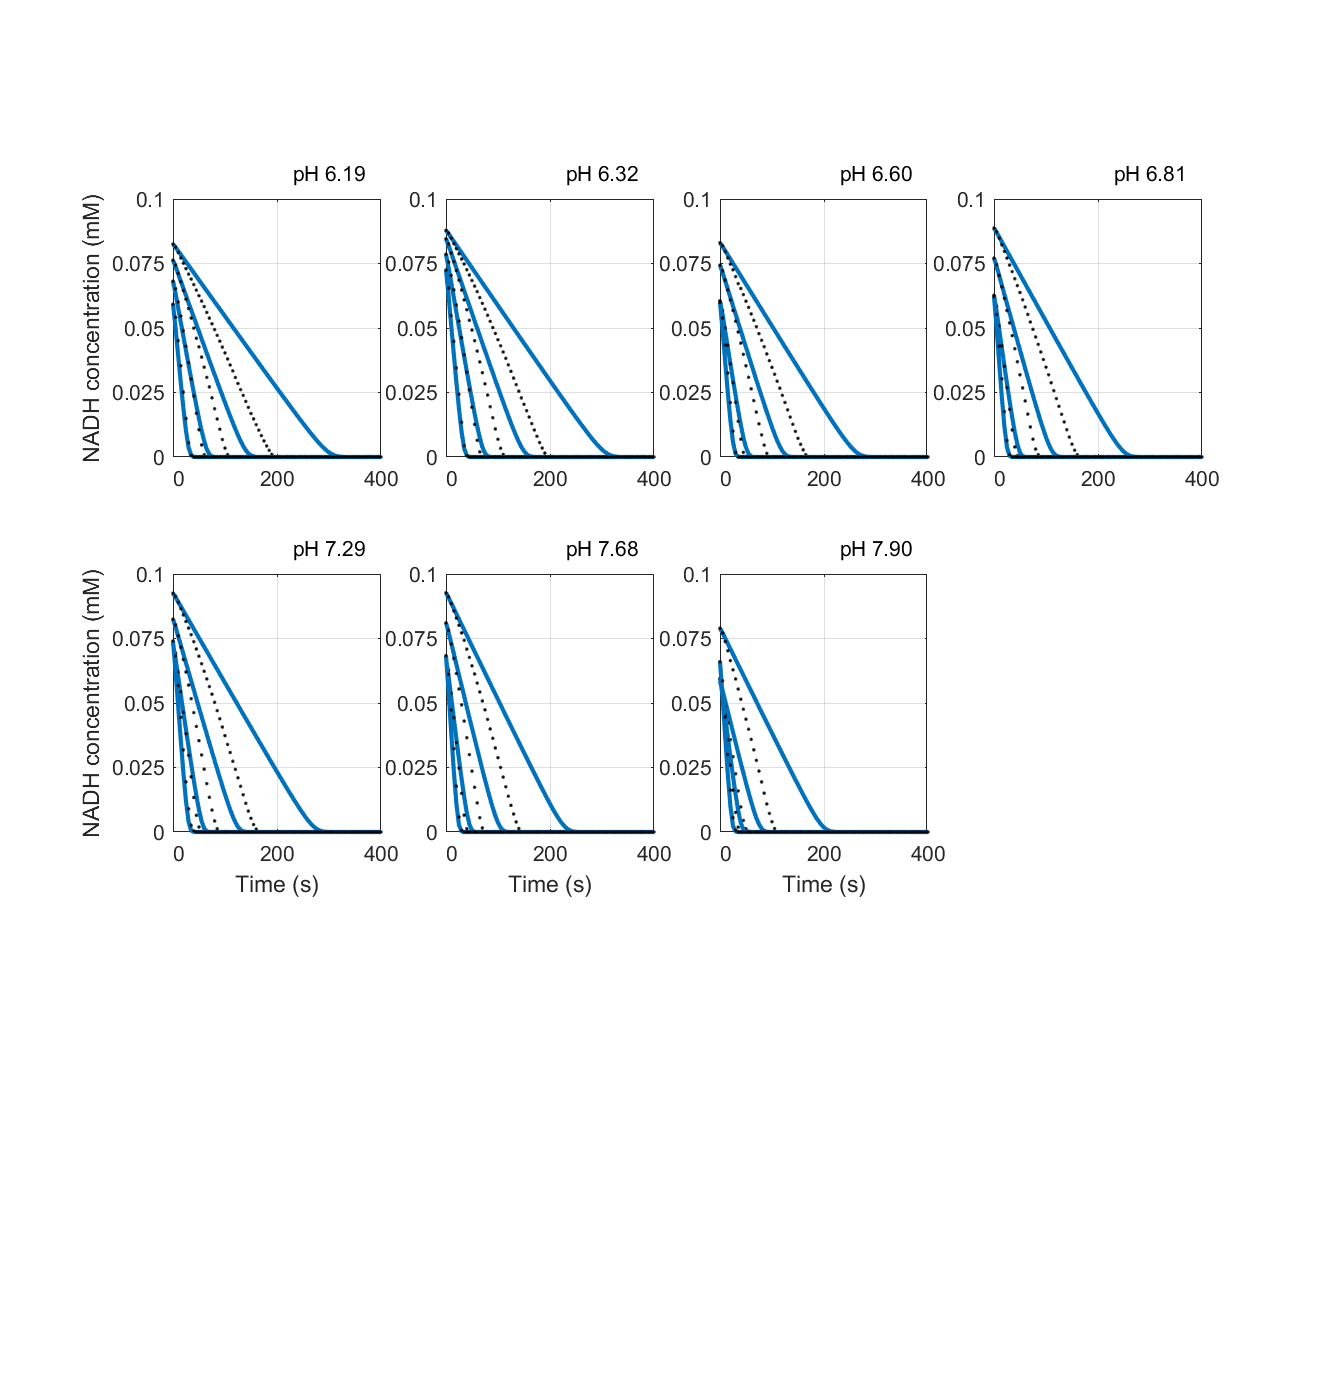 pH 6.19 pH 6.32 pH 6.60 pH 6.81
NADH concentration (mM)
0.1 0.1 0.1 0.1
0.075 0.075 0.075 0.075
0.05 0.05 0.05 0.05
0.025 0.025 0.025 0.025
0 0 0 0
0 200 400 0 200 400 0 200 400 0 200 400
pH 7.29 pH 7.68 pH 7.90
NADH concentration (mM)
0.1 0.1 0.1
0.075 0.075 0.075
0.05 0.05 0.05
0.025 0.025 0.025
0 0 0
0 200 400 0 200 400 0 200 400
Time (s) Time (s) Time (s)